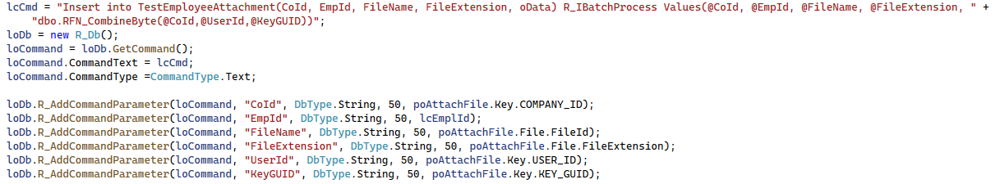 lcCmd = "Insert into TestEmployeeAttachment(CoId, EmpId, FileName, FileExtension, oData) R_IBatchProcess Values(@CoId, @EmpId, @FileName, @FileExtension, " +
"dbo.RFN_CombineByte(@CoId,@UserId,@KeyGUID))";
loDb = new R_Db();
loCommand = loDb.GetCommand();
loCommand.CommandText = lcCmd;
loCommand.CommandType =CommandType.Text;
loDb.R_AddCommandParameter(loCommand, "CoId", DbType.String, 50, poAttachFile.Key.COMPANY_ID);
loDb.R_AddCommandParameter(loCommand, "EmpId", DbType.String, 50, lcEmplId);
loDb.R_AddCommandParameter(loCommand, "FileName", DbType.String, 50, poAttachFile.File.FileId);
loDb.R_AddCommandParameter(loCommand, "FileExtension", DbType.String, 50, poAttachFile.File.FileExtension);
loDb.R_AddCommandParameter(loCommand, "UserId", DbType.String, 50, poAttachFile.Key.USER_ID);
loDb.R_AddCommandParameter(loCommand, "KeyGUID", DbType.String, 50, poAttachFile.Key.KEY_GUID);